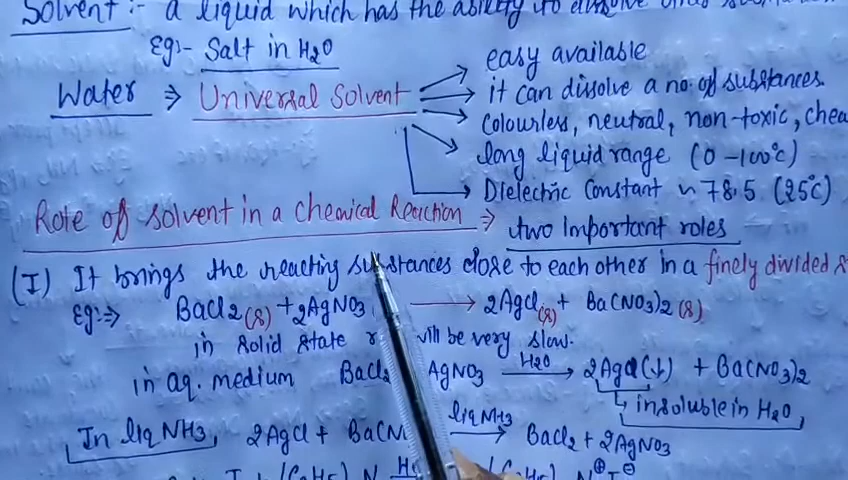 Solvent :- a liquid which has the ability to dissolve
Eg:- Salt in H2O
Water ⇒ Universal Solvent
easy available
it can dissolve a no. of substances.
Colourless, neutral, non-toxic, chea
long liquid range (0-100°c)
Dielectric Constant ~ 78.5 (25°c)
Role of solvent in a chemical Reaction ⇒ two important roles
(I) It brings the reacting substances close to each other in a finely divided s
Eg:⇒ BaCl2(s) + 2AgNO3 → 2AgCl(s) + Ba(NO3)2(s)
in solid state r will be very slow.
in aq. medium BaCl2 AgNO3 H2O → 2AgCl(↓) + Ba(NO3)2
insoluble in H2O,
In liq NH3, 2AgCl + Ba(N liq NH3 → BaCl2 + 2AgNO3
(C2H5) N